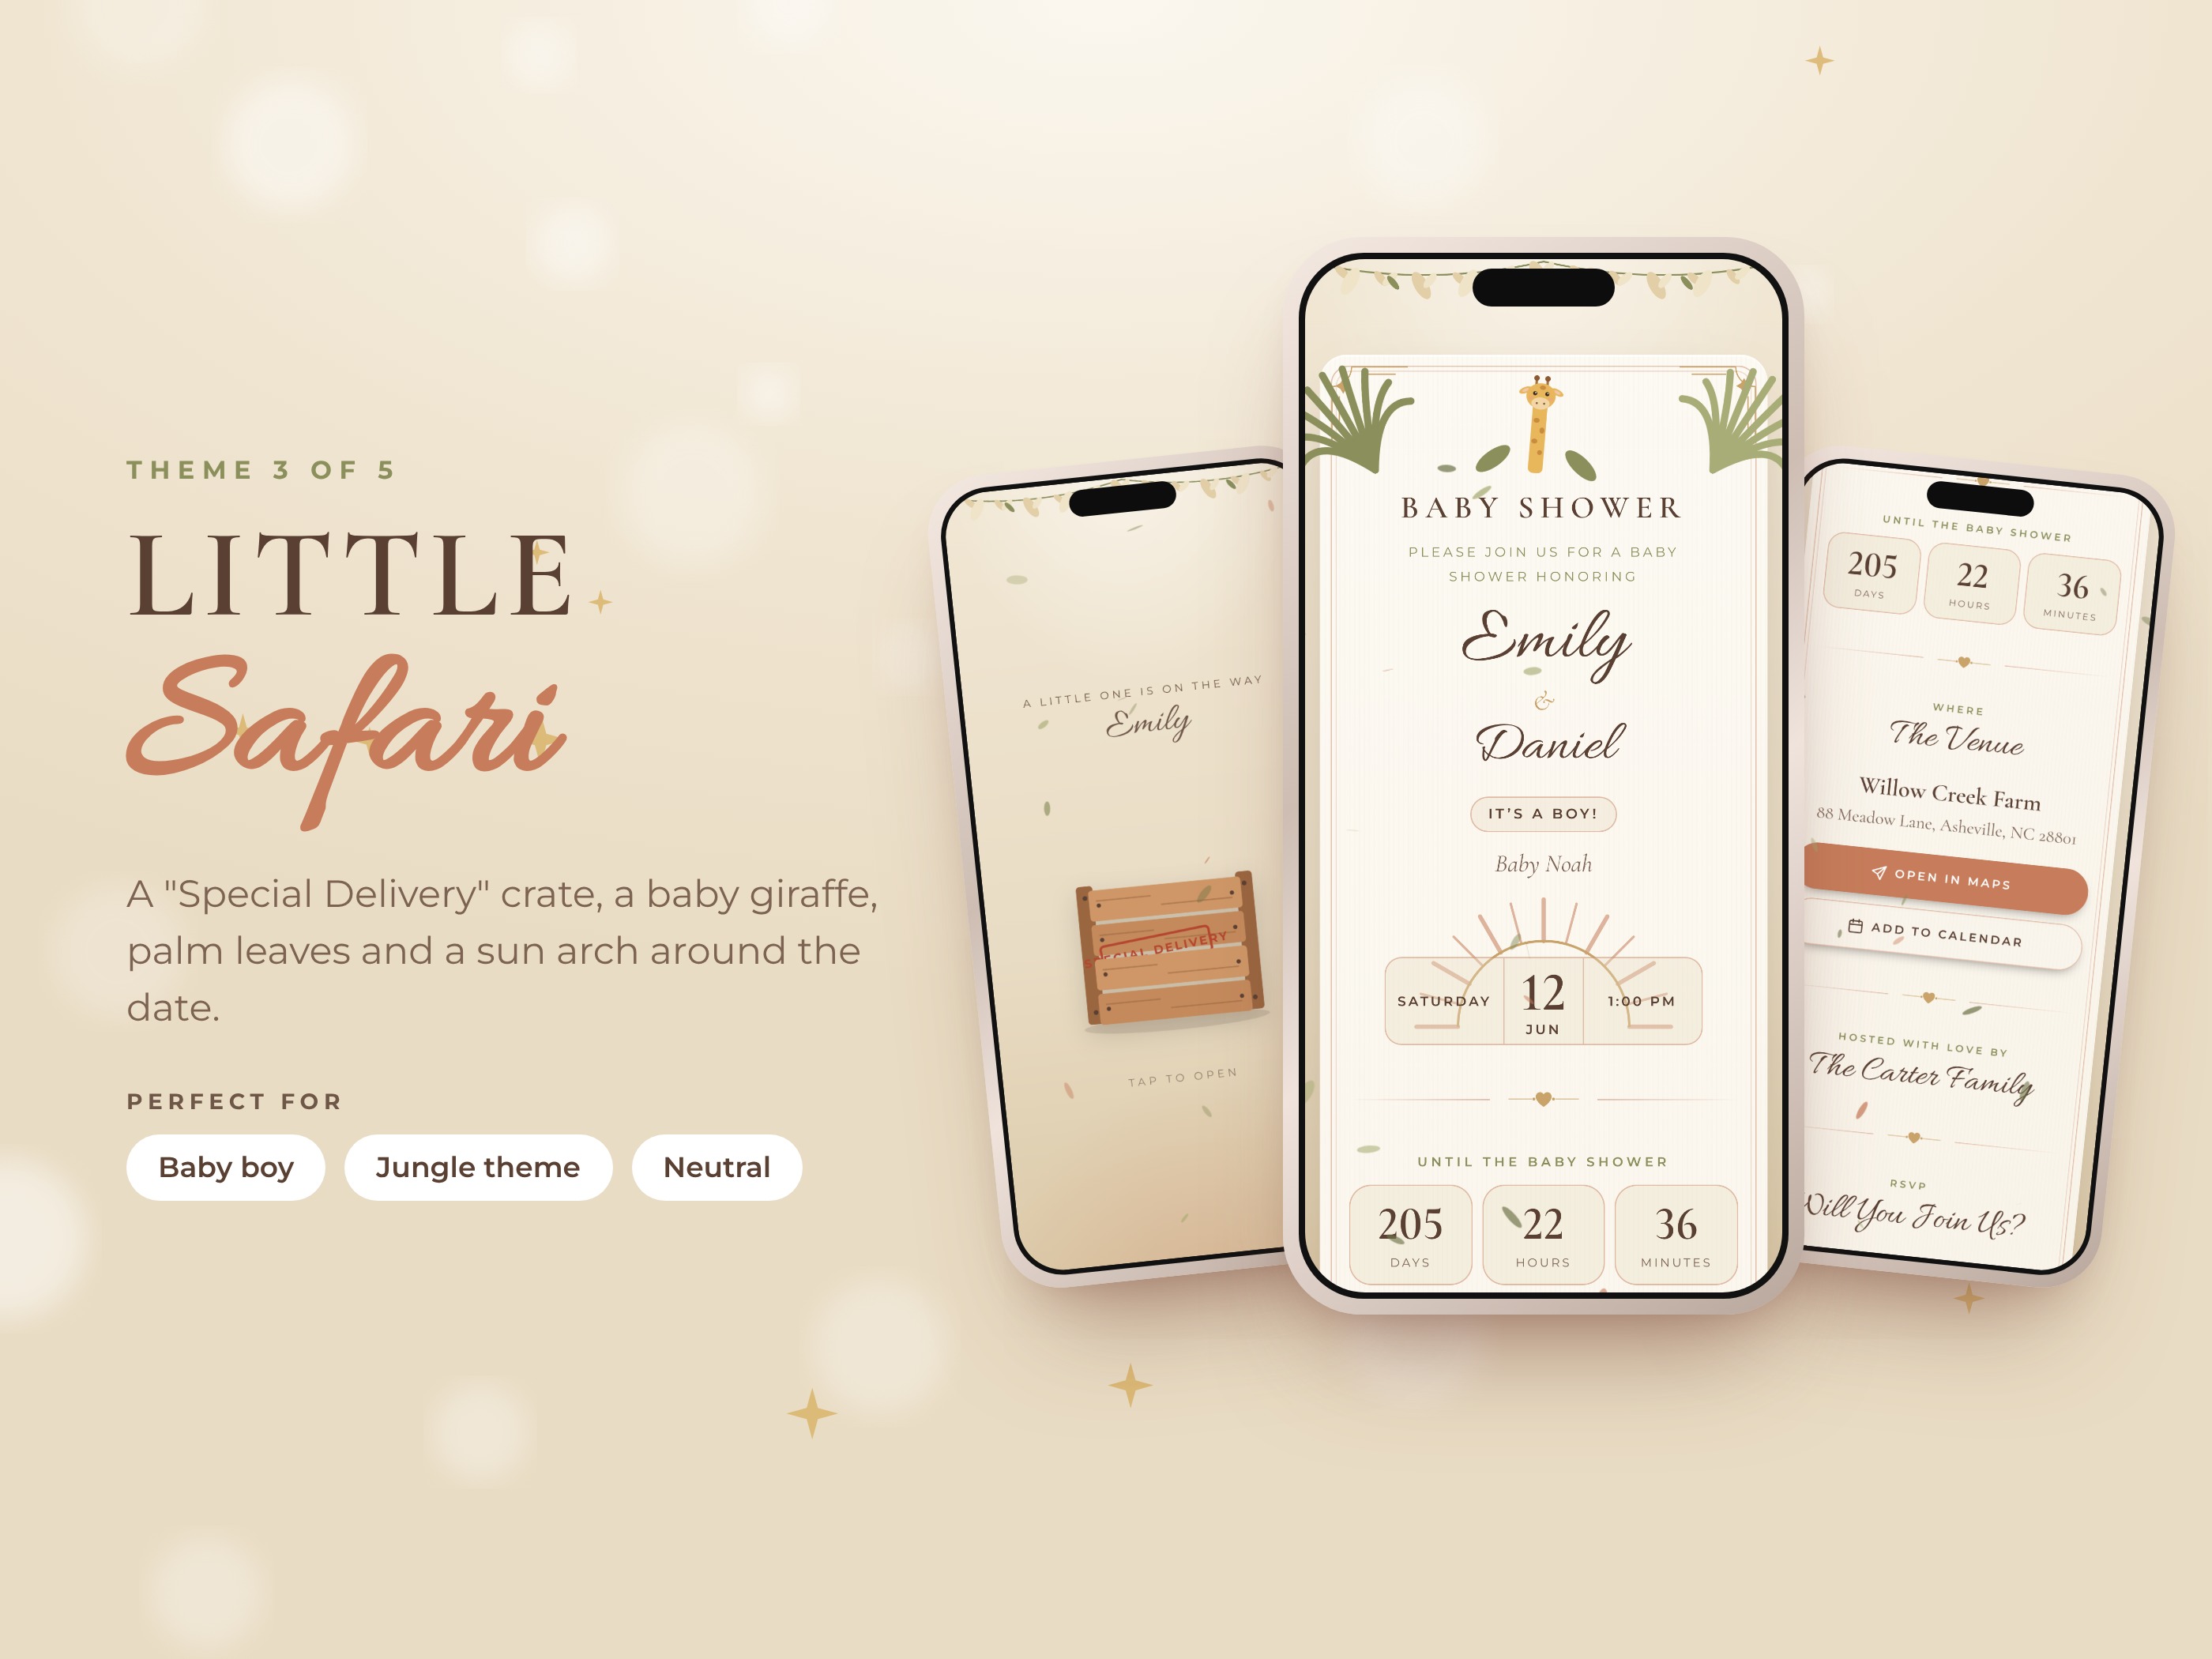 THEME 3 OF 5
LITTLE
Safari
A "Special Delivery" crate, a baby giraffe,
palm leaves and a sun arch around the
date.
PERFECT FOR
Baby boy
Jungle theme
Neutral
A LITTLE ONE IS ON THE WAY
Emily
SPECIAL DELIVERY
TAP TO OPEN
BABY SHOWER
PLEASE JOIN US FOR A BABY
SHOWER HONORING
Emily
&
Daniel
IT'S A BOY!
Baby Noah
SATURDAY
12
JUN
1:00 PM
UNTIL THE BABY SHOWER
205
DAYS
22
HOURS
36
MINUTES
UNTIL THE BABY SHOWER
205
DAYS
22
HOURS
36
MINUTES
WHERE
The Venue
Willow Creek Farm
88 Meadow Lane, Asheville, NC 28801
OPEN IN MAPS
ADD TO CALENDAR
HOSTED WITH LOVE BY
The Carter Family
RSVP
Will You Join Us?